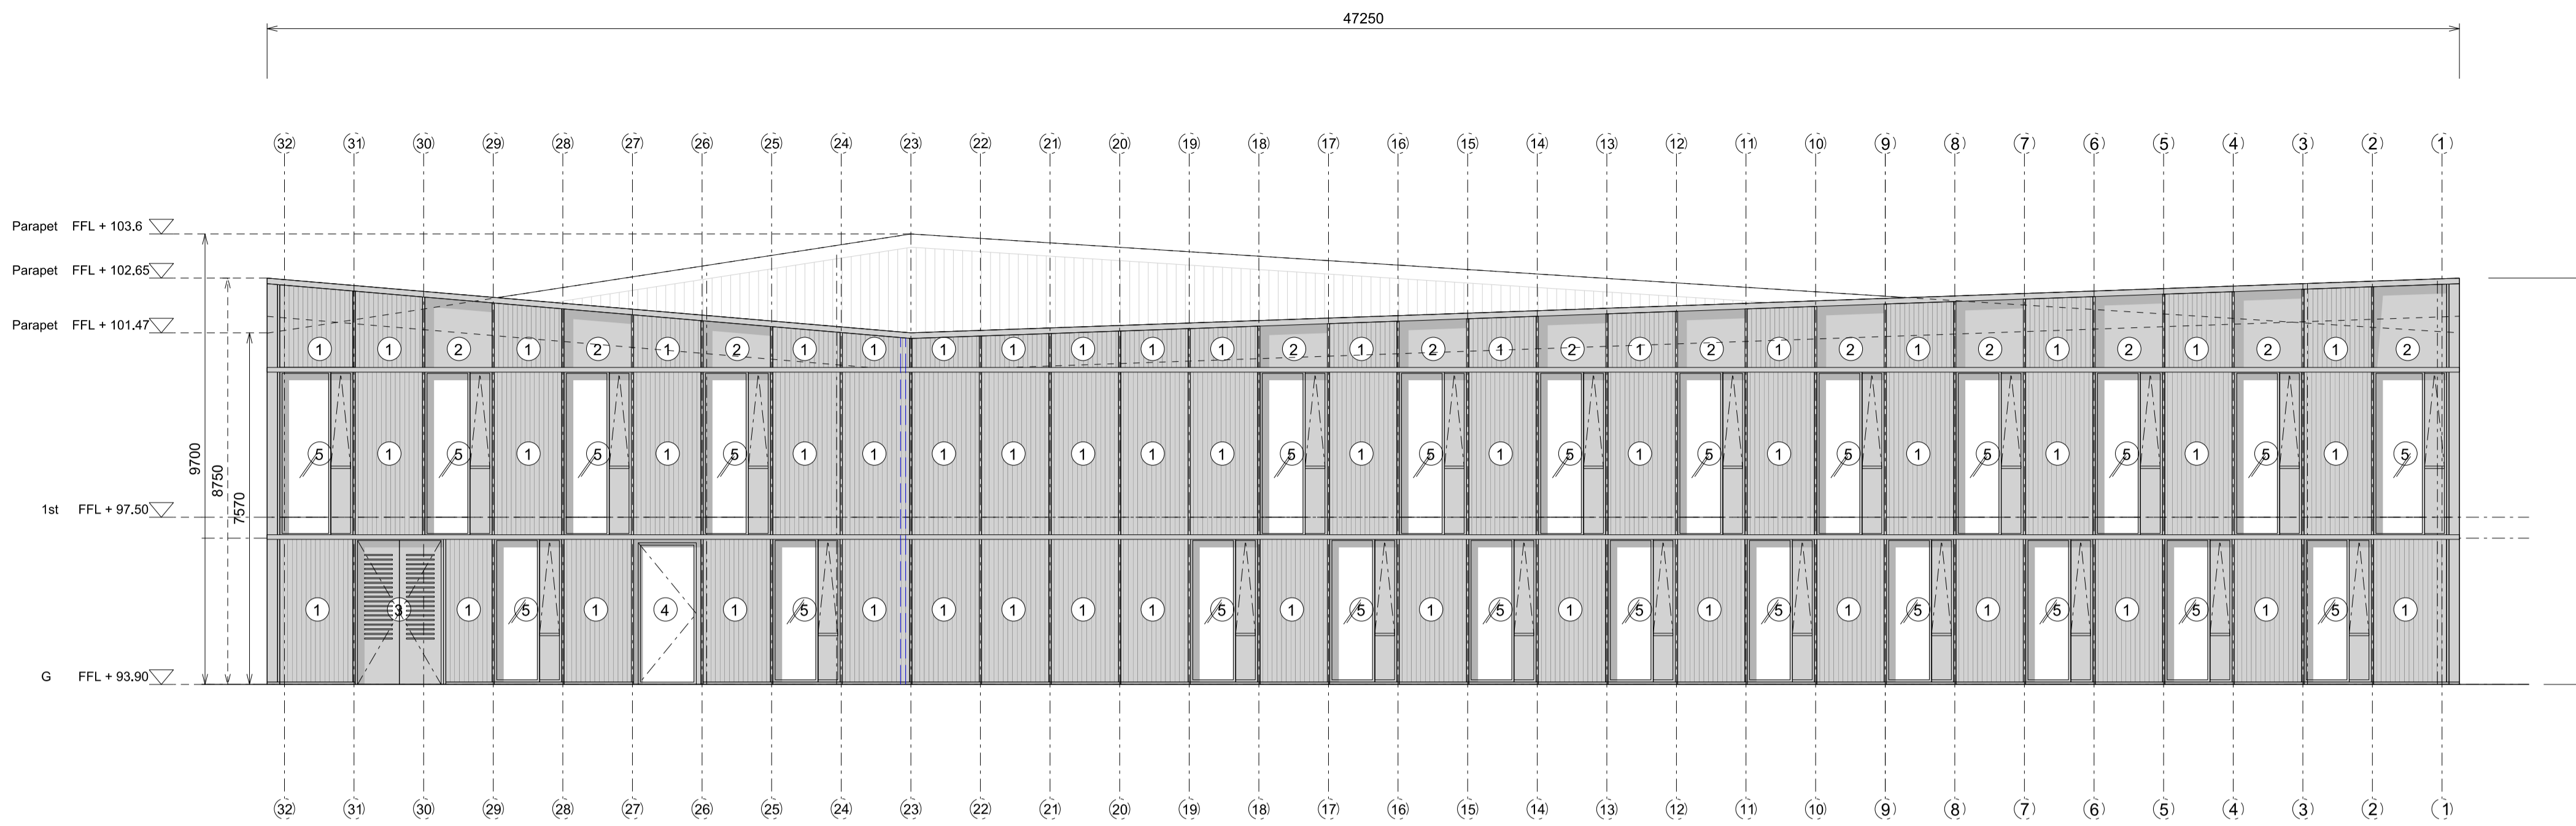 47250
32 31 30 29 28 27 26 25 24 23 22 21 20 19 18 17 16 15 14 13 12 11 10 9 8 7 6 5 4 3 2 1
Parapet FFL + 103.6
Parapet FFL + 102.65
Parapet FFL + 101.47
1 1 2 1 2 1 2 1 1 1 1 1 1 1 2 1 2 1 2 1 2 1 2 1 2 1 2 1 2 1 2
9700
8750
7570
5 1 5 1 5 1 5 1 1 1 1 1 1 1 5 1 5 1 5 1 5 1 5 1 5 1 5 1 5 1 5
1st FFL + 97.50
1 3 1 5 1 4 1 5 1 1 1 1 1 5 1 5 1 5 1 5 1 5 1 5 1 5 1 5 1 5 1
G FFL + 93.90
32 31 30 29 28 27 26 25 24 23 22 21 20 19 18 17 16 15 14 13 12 11 10 9 8 7 6 5 4 3 2 1